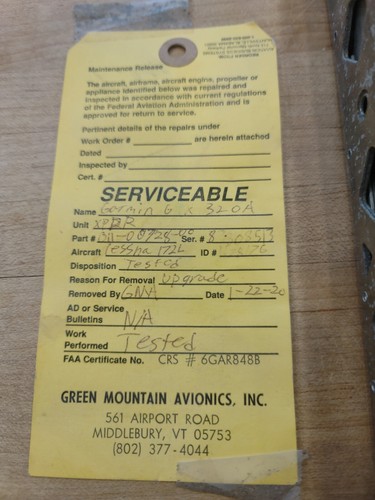 Maintenance Release
The aircraft, airframe, aircraft engine, propeller or
appliance identified below was repaired and
inspected in accordance with current regulations
of the Federal Aviation Administration and is
approved for return to service.
Pertinent details of the repairs under
Work Order # are herein attached
Dated
Inspected by
Cert. #
SERVICEABLE
Name Garmin G x 320A
Unit XPDR
Part # 011-00728-00 Ser. #
Aircraft Cessna 172L ID #
Disposition Tested
Reason For Removal upgrade
Removed By GMA Date 1-22-20
AD or Service
Bulletins N/A
Work
Performed Tested
FAA Certificate No. CRS # 6GAR848B
GREEN MOUNTAIN AVIONICS, INC.
561 AIRPORT ROAD
MIDDLEBURY, VT 05753
(802) 377-4044